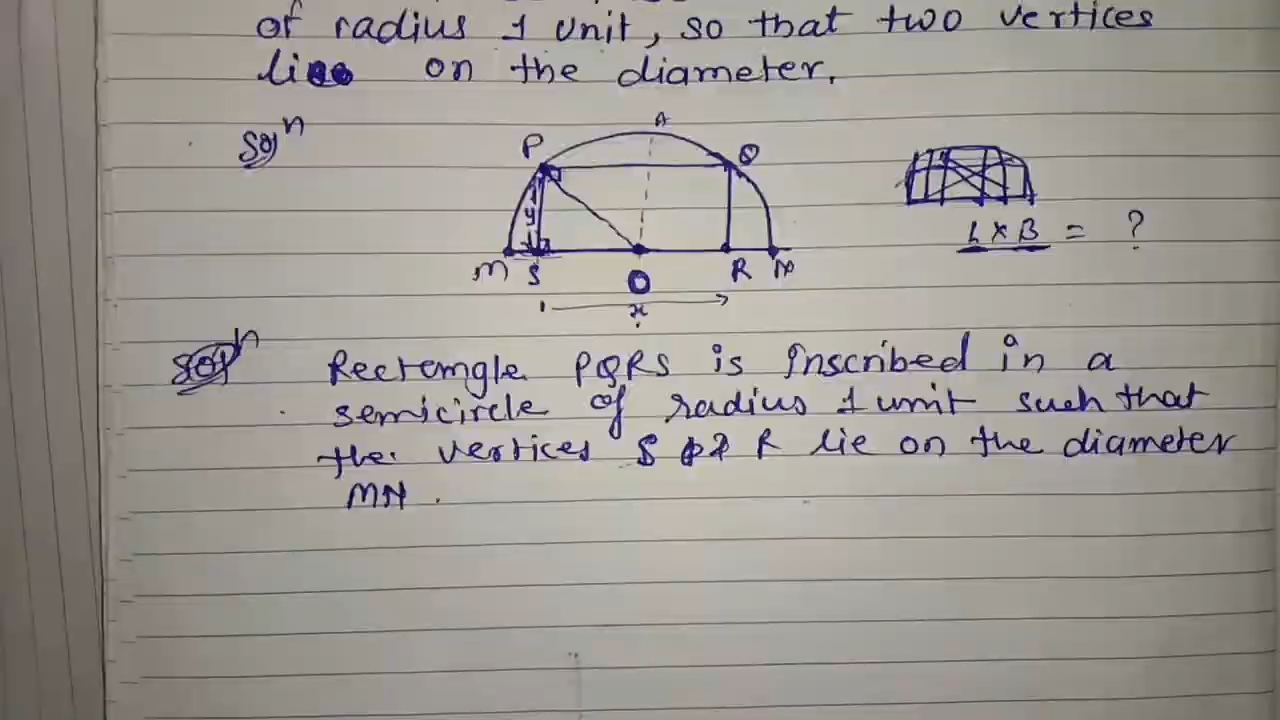 of radius 1 unit, so that two vertices
lie on the diameter.
Solⁿ
A
P
Q
y
M S O R N
x
L × B = ?
Solⁿ
Rectangle PQRS is inscribed in a
semicircle of radius 1 unit such that
the vertices S & R lie on the diameter
MN.